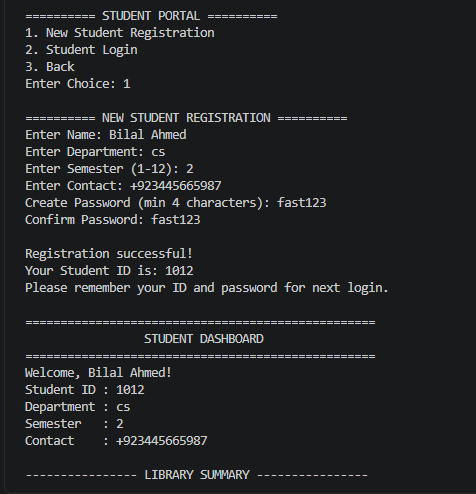 ========== STUDENT PORTAL ==========
1. New Student Registration
2. Student Login
3. Back
Enter Choice: 1

========== NEW STUDENT REGISTRATION ==========
Enter Name: Bilal Ahmed
Enter Department: cs
Enter Semester (1-12): 2
Enter Contact: +923445665987
Create Password (min 4 characters): fast123
Confirm Password: fast123

Registration successful!
Your Student ID is: 1012
Please remember your ID and password for next login.

==================================================
STUDENT DASHBOARD
==================================================
Welcome, Bilal Ahmed!
Student ID : 1012
Department : cs
Semester   : 2
Contact    : +923445665987

---------------- LIBRARY SUMMARY ----------------